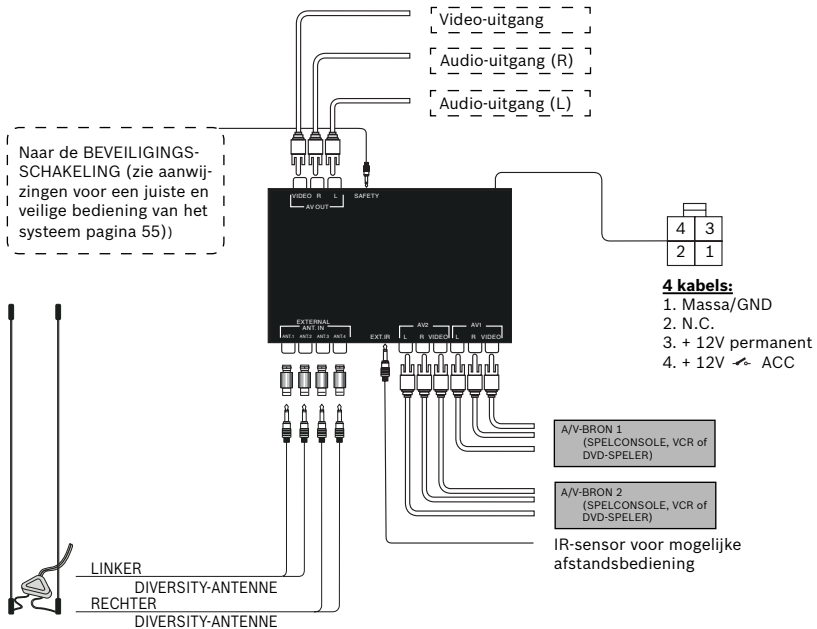 Video-uitgang
Audio-uitgang (R)
Audio-uitgang (L)
Naar de BEVEILIGINGS-
SCHAKELING (zie aanwij-
zingen voor een juiste en
veilige bediening van het
systeem pagina 55))
VIDEO R L SAFETY
AV OUT
4 3
2 1
4 kabels:
1. Massa/GND
2. N.C.
3. + 12V permanent
4. + 12V ACC
EXTERNAL
ANT. IN
ANT.1 ANT.2 ANT.3 ANT.4
EXT.IR
AV2 AV1
L R VIDEO L R VIDEO
A/V-BRON 1
(SPELCONSOLE, VCR of
DVD-SPELER)
A/V-BRON 2
(SPELCONSOLE, VCR of
DVD-SPELER)
IR-sensor voor mogelijke
afstandsbediening
LINKER
DIVERSITY-ANTENNE
RECHTER
DIVERSITY-ANTENNE